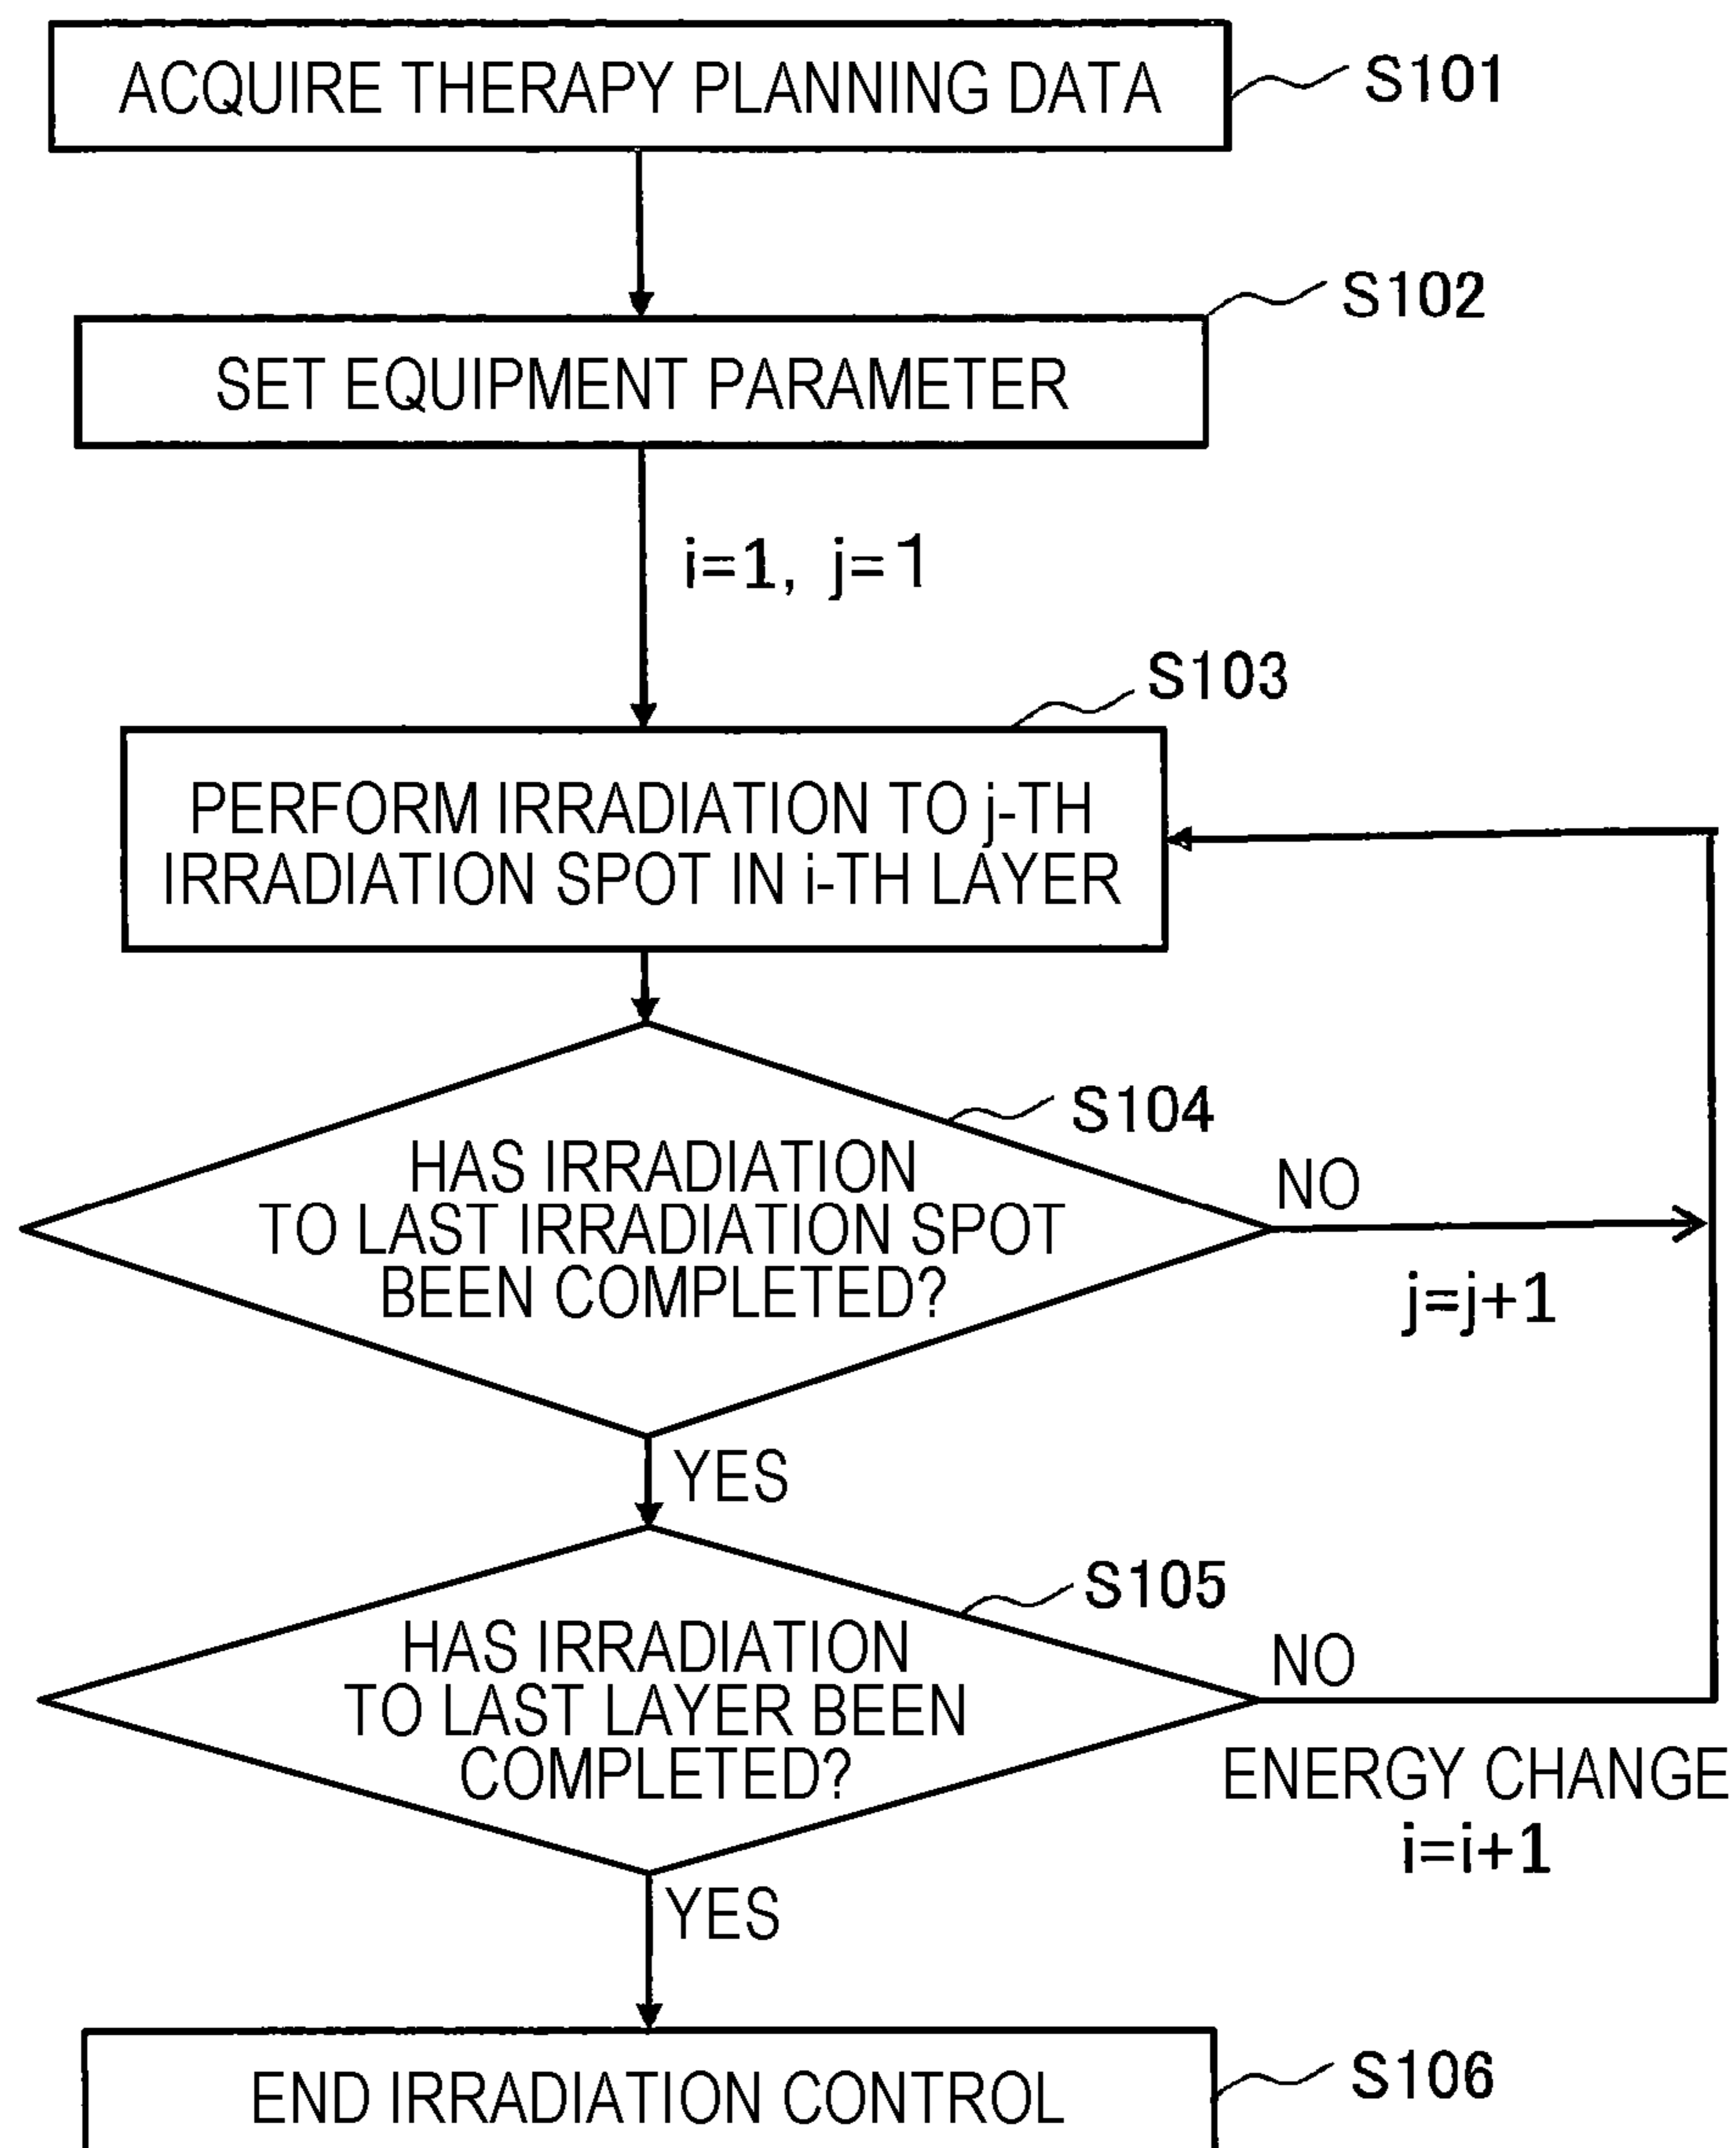 ACQUIRE THERAPY PLANNING DATA
S101
S102
SET EQUIPMENT PARAMETER
i=1, j=1
S103
PERFORM IRRADIATION TO j-TH
IRRADIATION SPOT IN i-TH LAYER
S104
HAS IRRADIATION
TO LAST IRRADIATION SPOT
BEEN COMPLETED?
NO
j=j+1
YES
S105
HAS IRRADIATION
TO LAST LAYER BEEN
COMPLETED?
NO
ENERGY CHANGE
i=i+1
YES
END IRRADIATION CONTROL
S106